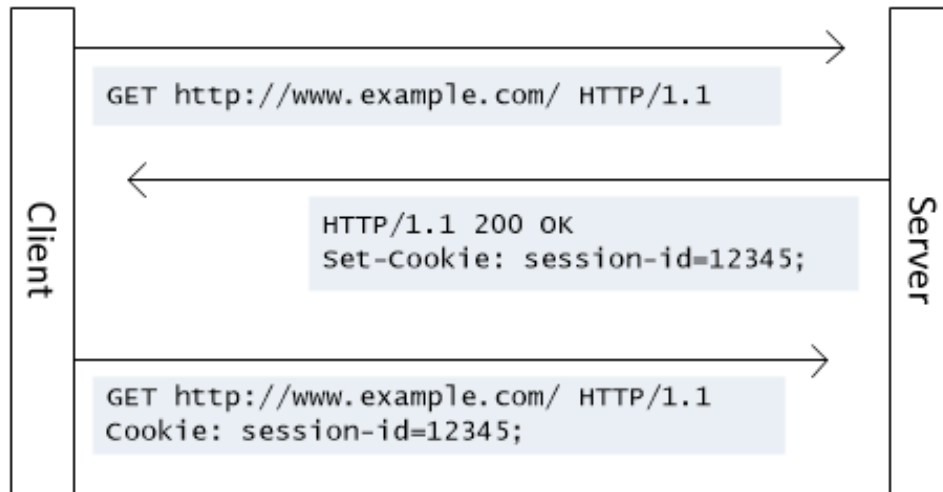 GET http://www.example.com/ HTTP/1.1
HTTP/1.1 200 OK
Set-Cookie: session-id=12345;
Client
Server
GET http://www.example.com/ HTTP/1.1
Cookie: session-id=12345;